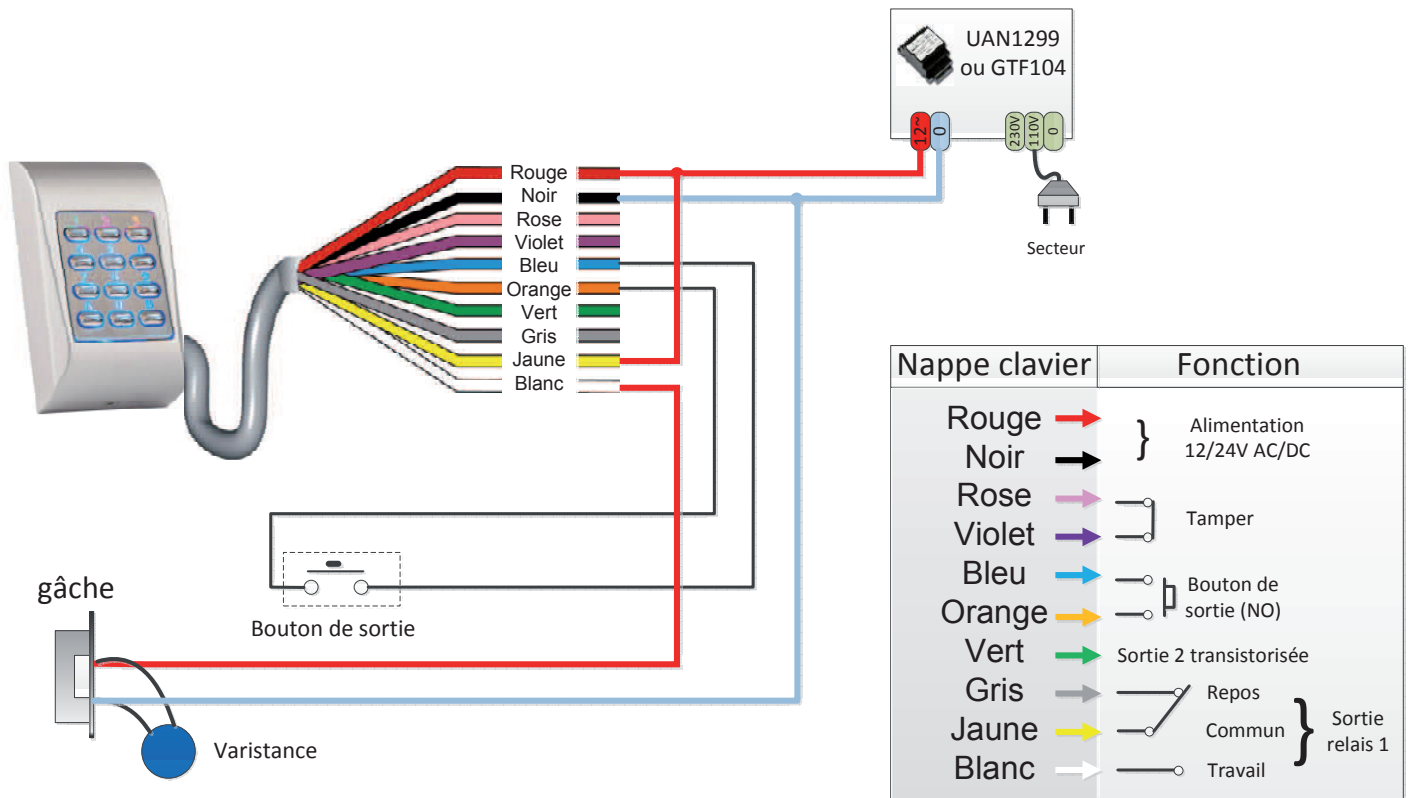 UAN1299
ou GTF104
12~
0
230V
110V
0
Secteur
Rouge
Noir
Rose
Violet
Bleu
Orange
Vert
Gris
Jaune
Blanc
gâche
Bouton de sortie
Varistance
Nappe clavier
Fonction
Rouge
Noir
Alimentation
12/24V AC/DC
Rose
Violet
Tamper
Bleu
Orange
Bouton de
sortie (NO)
Vert
Sortie 2 transistorisée
Gris
Repos
Jaune
Commun
Blanc
Travail
Sortie
relais 1